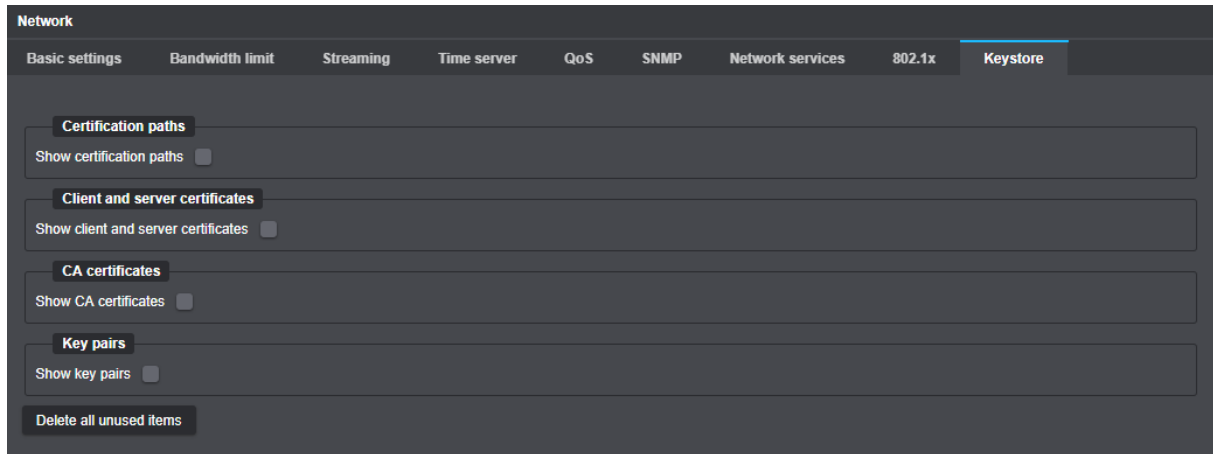 Network
Basic settings Bandwidth limit Streaming Time server QoS SNMP Network services 802.1x Keystore
Certification paths
Show certification paths
Client and server certificates
Show client and server certificates
CA certificates
Show CA certificates
Key pairs
Show key pairs
Delete all unused items